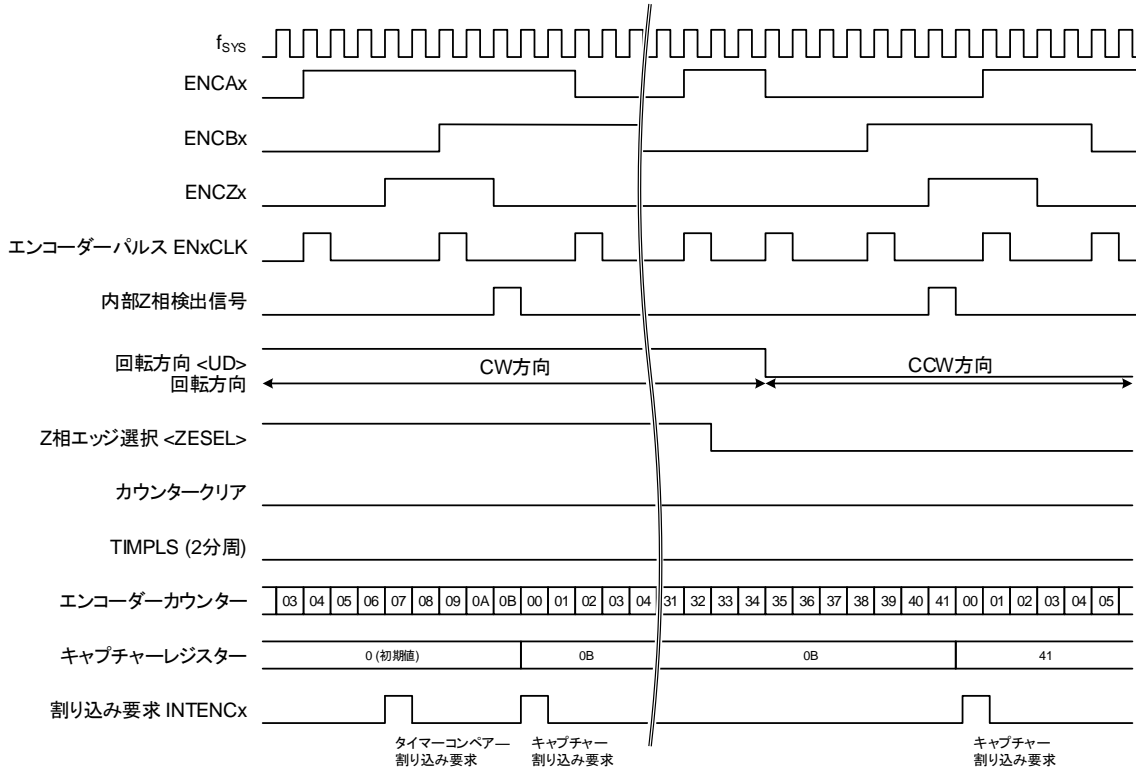 fSYS
ENCAx
ENCBx
ENCZx
エンコーダーパルス ENxCLK
内部Z相検出信号
回転方向 <UD>
回転方向
CW方向
CCW方向
Z相エッジ選択 <ZESEL>
カウンタークリア
TIMPLS (2分周)
エンコーダーカウンター
03 04 05 06 07 08 09 0A 0B 00 01 02 03 04 31 32 33 34 35 36 37 38 39 40 41 00 01 02 03 04 05
キャプチャーレジスター
0 (初期値) 0B 0B 41
割り込み要求 INTENCx
タイマーコンペアー
割り込み要求
キャプチャー
割り込み要求
キャプチャー
割り込み要求